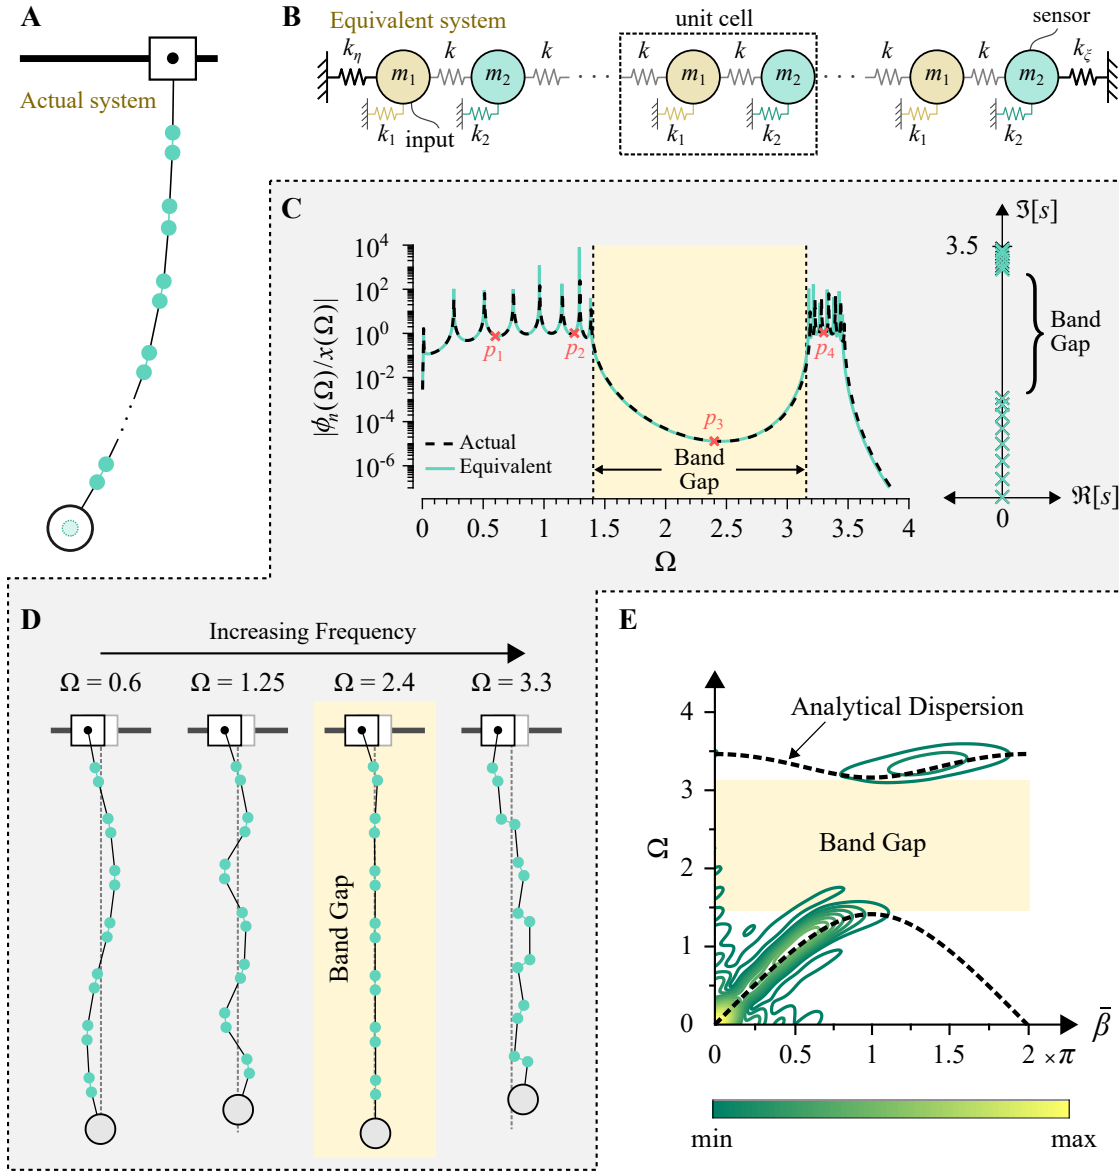 A
Actual system
B
Equivalent system
unit cell
sensor
kη
k
k
k
k
k
k
kξ
m1
m2
m1
m2
m1
m2
k1
input
k2
k1
k2
k1
k2
C
|ϕn(Ω)/x(Ω)|
10^4
10^2
10^0
10^-2
10^-4
10^-6
p1
p2
p3
p4
Actual
Equivalent
Band
Gap
0
0.5
1
1.5
2
2.5
3
3.5
4
Ω
ℑ[s]
3.5
Band
Gap
ℜ[s]
0
D
Increasing Frequency
Ω = 0.6
Ω = 1.25
Ω = 2.4
Ω = 3.3
Band Gap
E
Analytical Dispersion
Ω
4
3
2
1
0
Band Gap
β̄
0
0.5
1
1.5
2 ×π
min
max